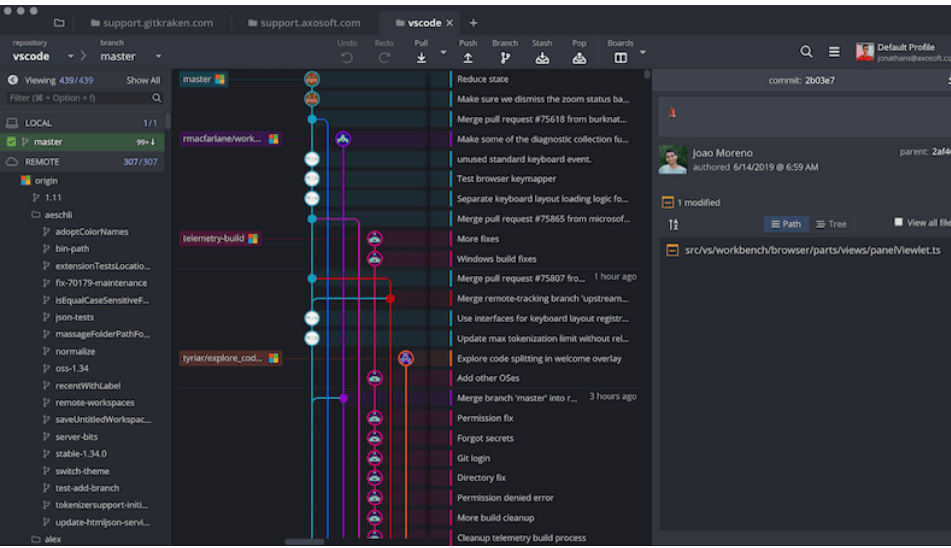 support.gitkraken.com
support.axosoft.com
vscode
repository
vscode
branch
master
Undo
Redo
Pull
Push
Branch
Stash
Pop
Boards
Default Profile
jonathans@axosoft.co
Viewing 439/439
Show All
Filter (⌘ + Option + f)
LOCAL
1/1
master
99+
REMOTE
307/307
origin
1.11
aeschli
adoptColorNames
bin-path
extensionTestsLocatio...
fix-70179-maintenance
isEqualCaseSensitiveF...
json-tests
massageFolderPathFo...
normalize
oss-1.34
recentWithLabel
remote-workspaces
saveUntitledWorkspac...
server-bits
stable-1.34.0
switch-theme
test-add-branch
tokenizersupport-initi...
update-htmljson-servi...
alex
master
rmacfarlane/work...
telemetry-build
tyriar/explore_cod...
Reduce state
Make sure we dismiss the zoom status ba...
Merge pull request #75618 from burknat...
Make some of the diagnostic collection fu...
unused standard keyboard event.
Test browser keymapper
Separate keyboard layout loading logic fo...
Merge pull request #75865 from microsof...
More fixes
Windows build fixes
Merge pull request #75807 fro...
1 hour ago
Merge remote-tracking branch 'upstream...
Use interfaces for keyboard layout registr...
Update max tokenization limit without rel...
Explore code splitting in welcome overlay
Add other OSes
Merge branch 'master' into r...
3 hours ago
Permission fix
Forgot secrets
Git login
Directory fix
Permission denied error
More build cleanup
Cleanup telemetry build process
commit: 2b03e7
Joao Moreno
authored 6/14/2019 @ 6:59 AM
parent: 2af4
1 modified
Path
Tree
View all file
src/vs/workbench/browser/parts/views/panelViewlet.ts